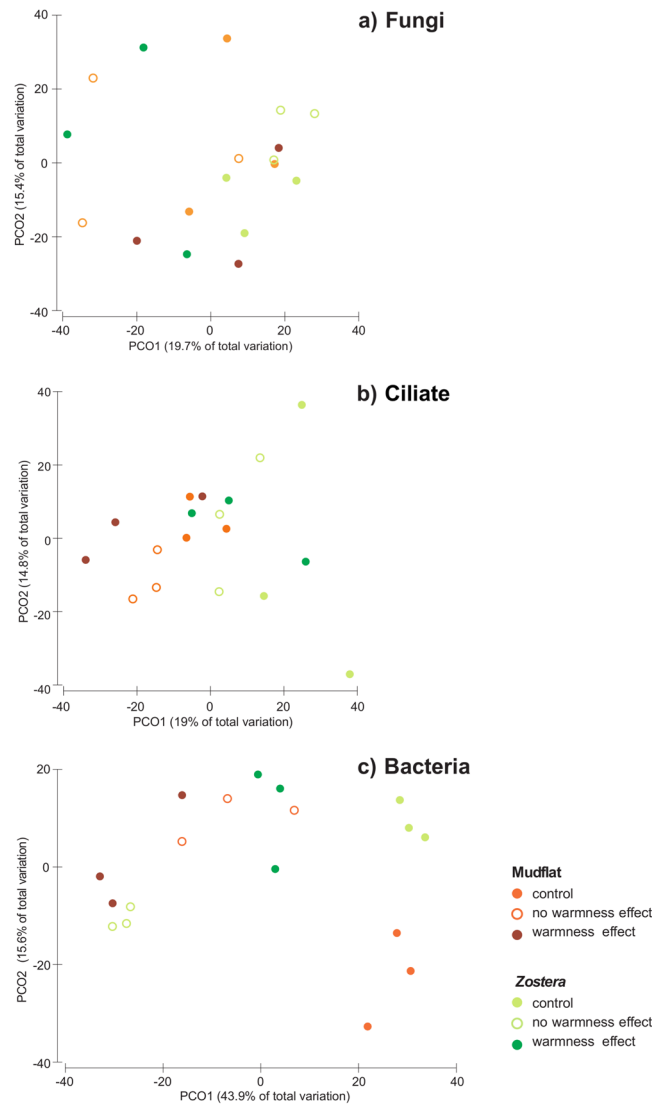 a) Fungi
40
20
0
-20
-40
PCO2 (15.4% of total variation)
-40 -20 0 20 40
PCO1 (19.7% of total variation)
b) Ciliate
40
20
0
-20
-40
PCO2 (14.8% of total variation)
-40 -20 0 20 40
PCO1 (19% of total variation)
c) Bacteria
20
0
-20
-40
PCO2 (15.6% of total variation)
-40 -20 0 20 40
PCO1 (43.9% of total variation)
Mudflat
control
no warmness effect
warmness effect
Zostera
control
no warmness effect
warmness effect